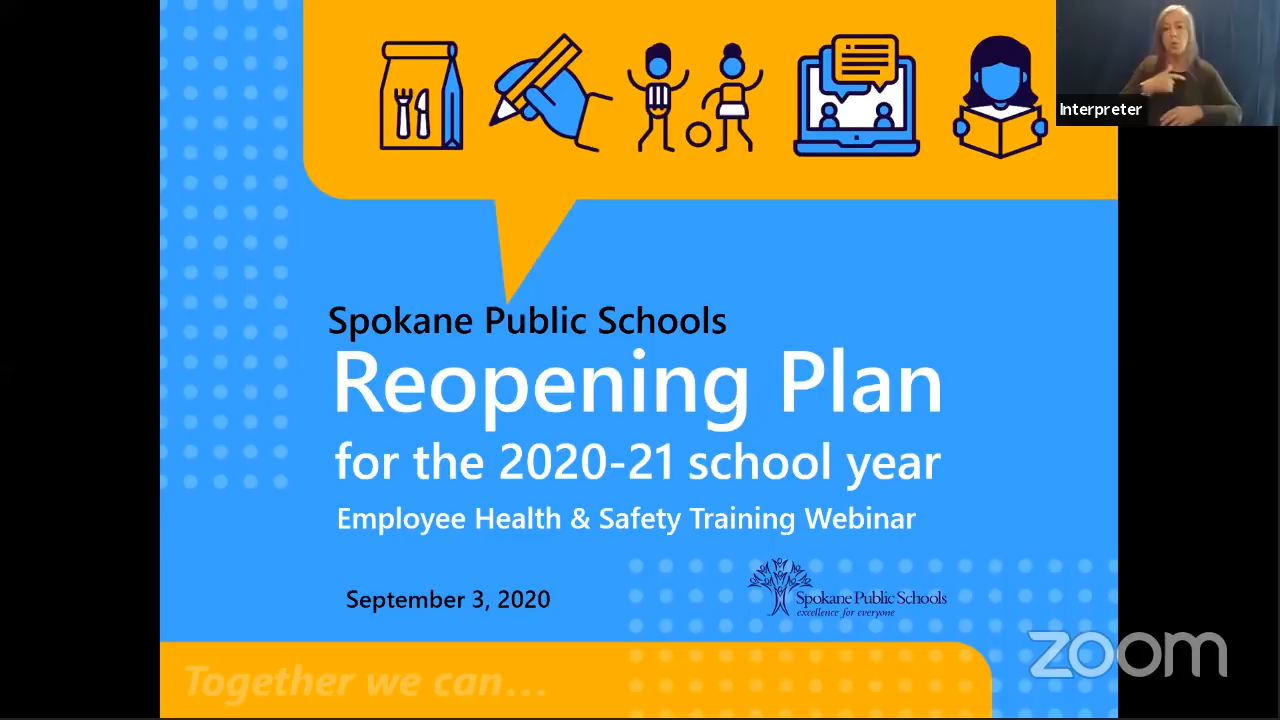 Interpreter
Spokane Public Schools
Reopening Plan
for the 2020-21 school year
Employee Health & Safety Training Webinar
September 3, 2020
Spokane Public Schools
excellence for everyone
zoom
Together we can...